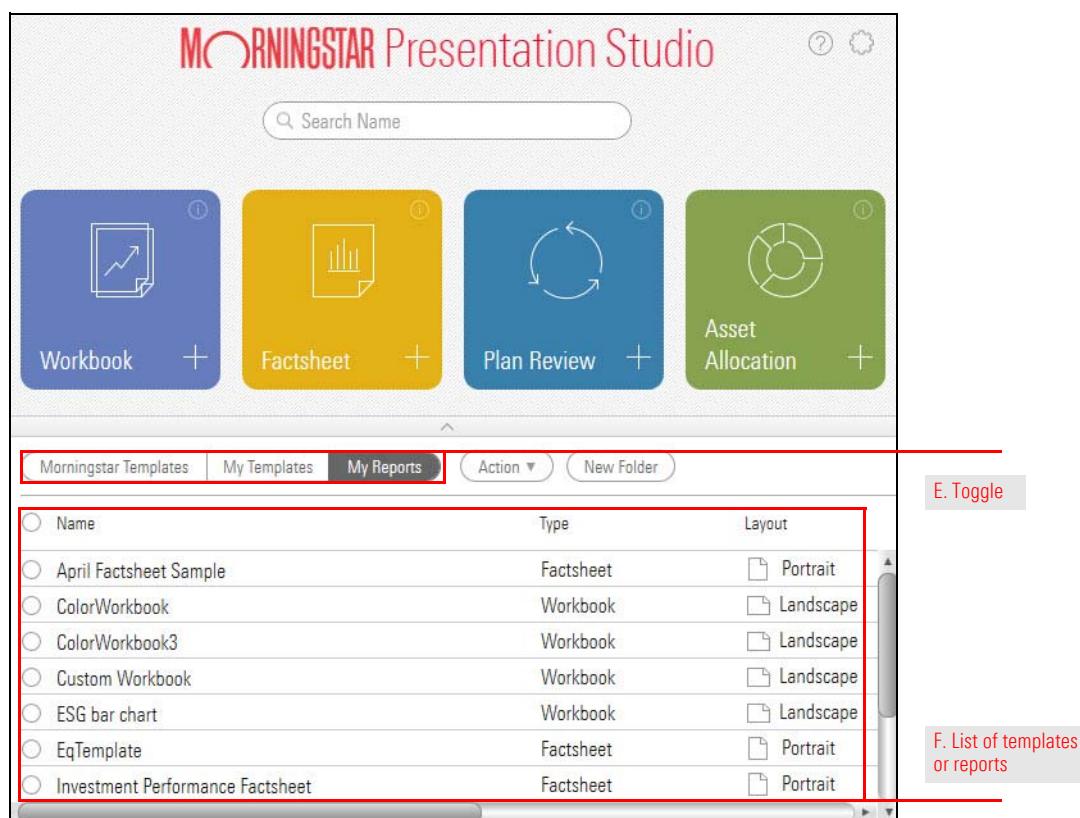 MORNINGSTAR Presentation Studio
?
Search Name
i
i
i
i
Workbook +
Factsheet +
Plan Review +
Asset
Allocation +
Morningstar Templates My Templates My Reports Action ▼ New Folder
E. Toggle
Name Type Layout
April Factsheet Sample Factsheet Portrait
ColorWorkbook Workbook Landscape
ColorWorkbook3 Workbook Landscape
Custom Workbook Workbook Landscape
ESG bar chart Workbook Landscape
EqTemplate Factsheet Portrait
Investment Performance Factsheet Factsheet Portrait
F. List of templates
or reports